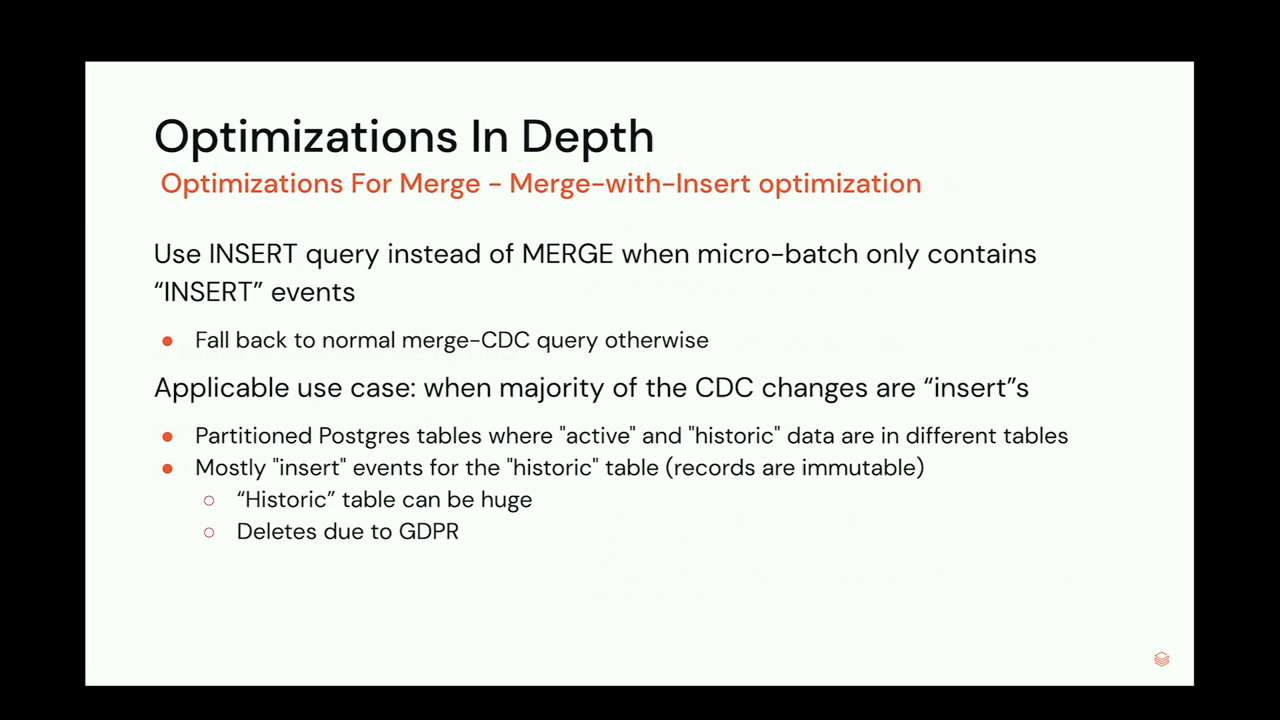 Optimizations In Depth
Optimizations For Merge - Merge-with-Insert optimization
Use INSERT query instead of MERGE when micro-batch only contains
“INSERT” events
● Fall back to normal merge-CDC query otherwise
Applicable use case: when majority of the CDC changes are “insert”s
● Partitioned Postgres tables where "active" and "historic" data are in different tables
● Mostly "insert" events for the "historic" table (records are immutable)
○ “Historic” table can be huge
○ Deletes due to GDPR